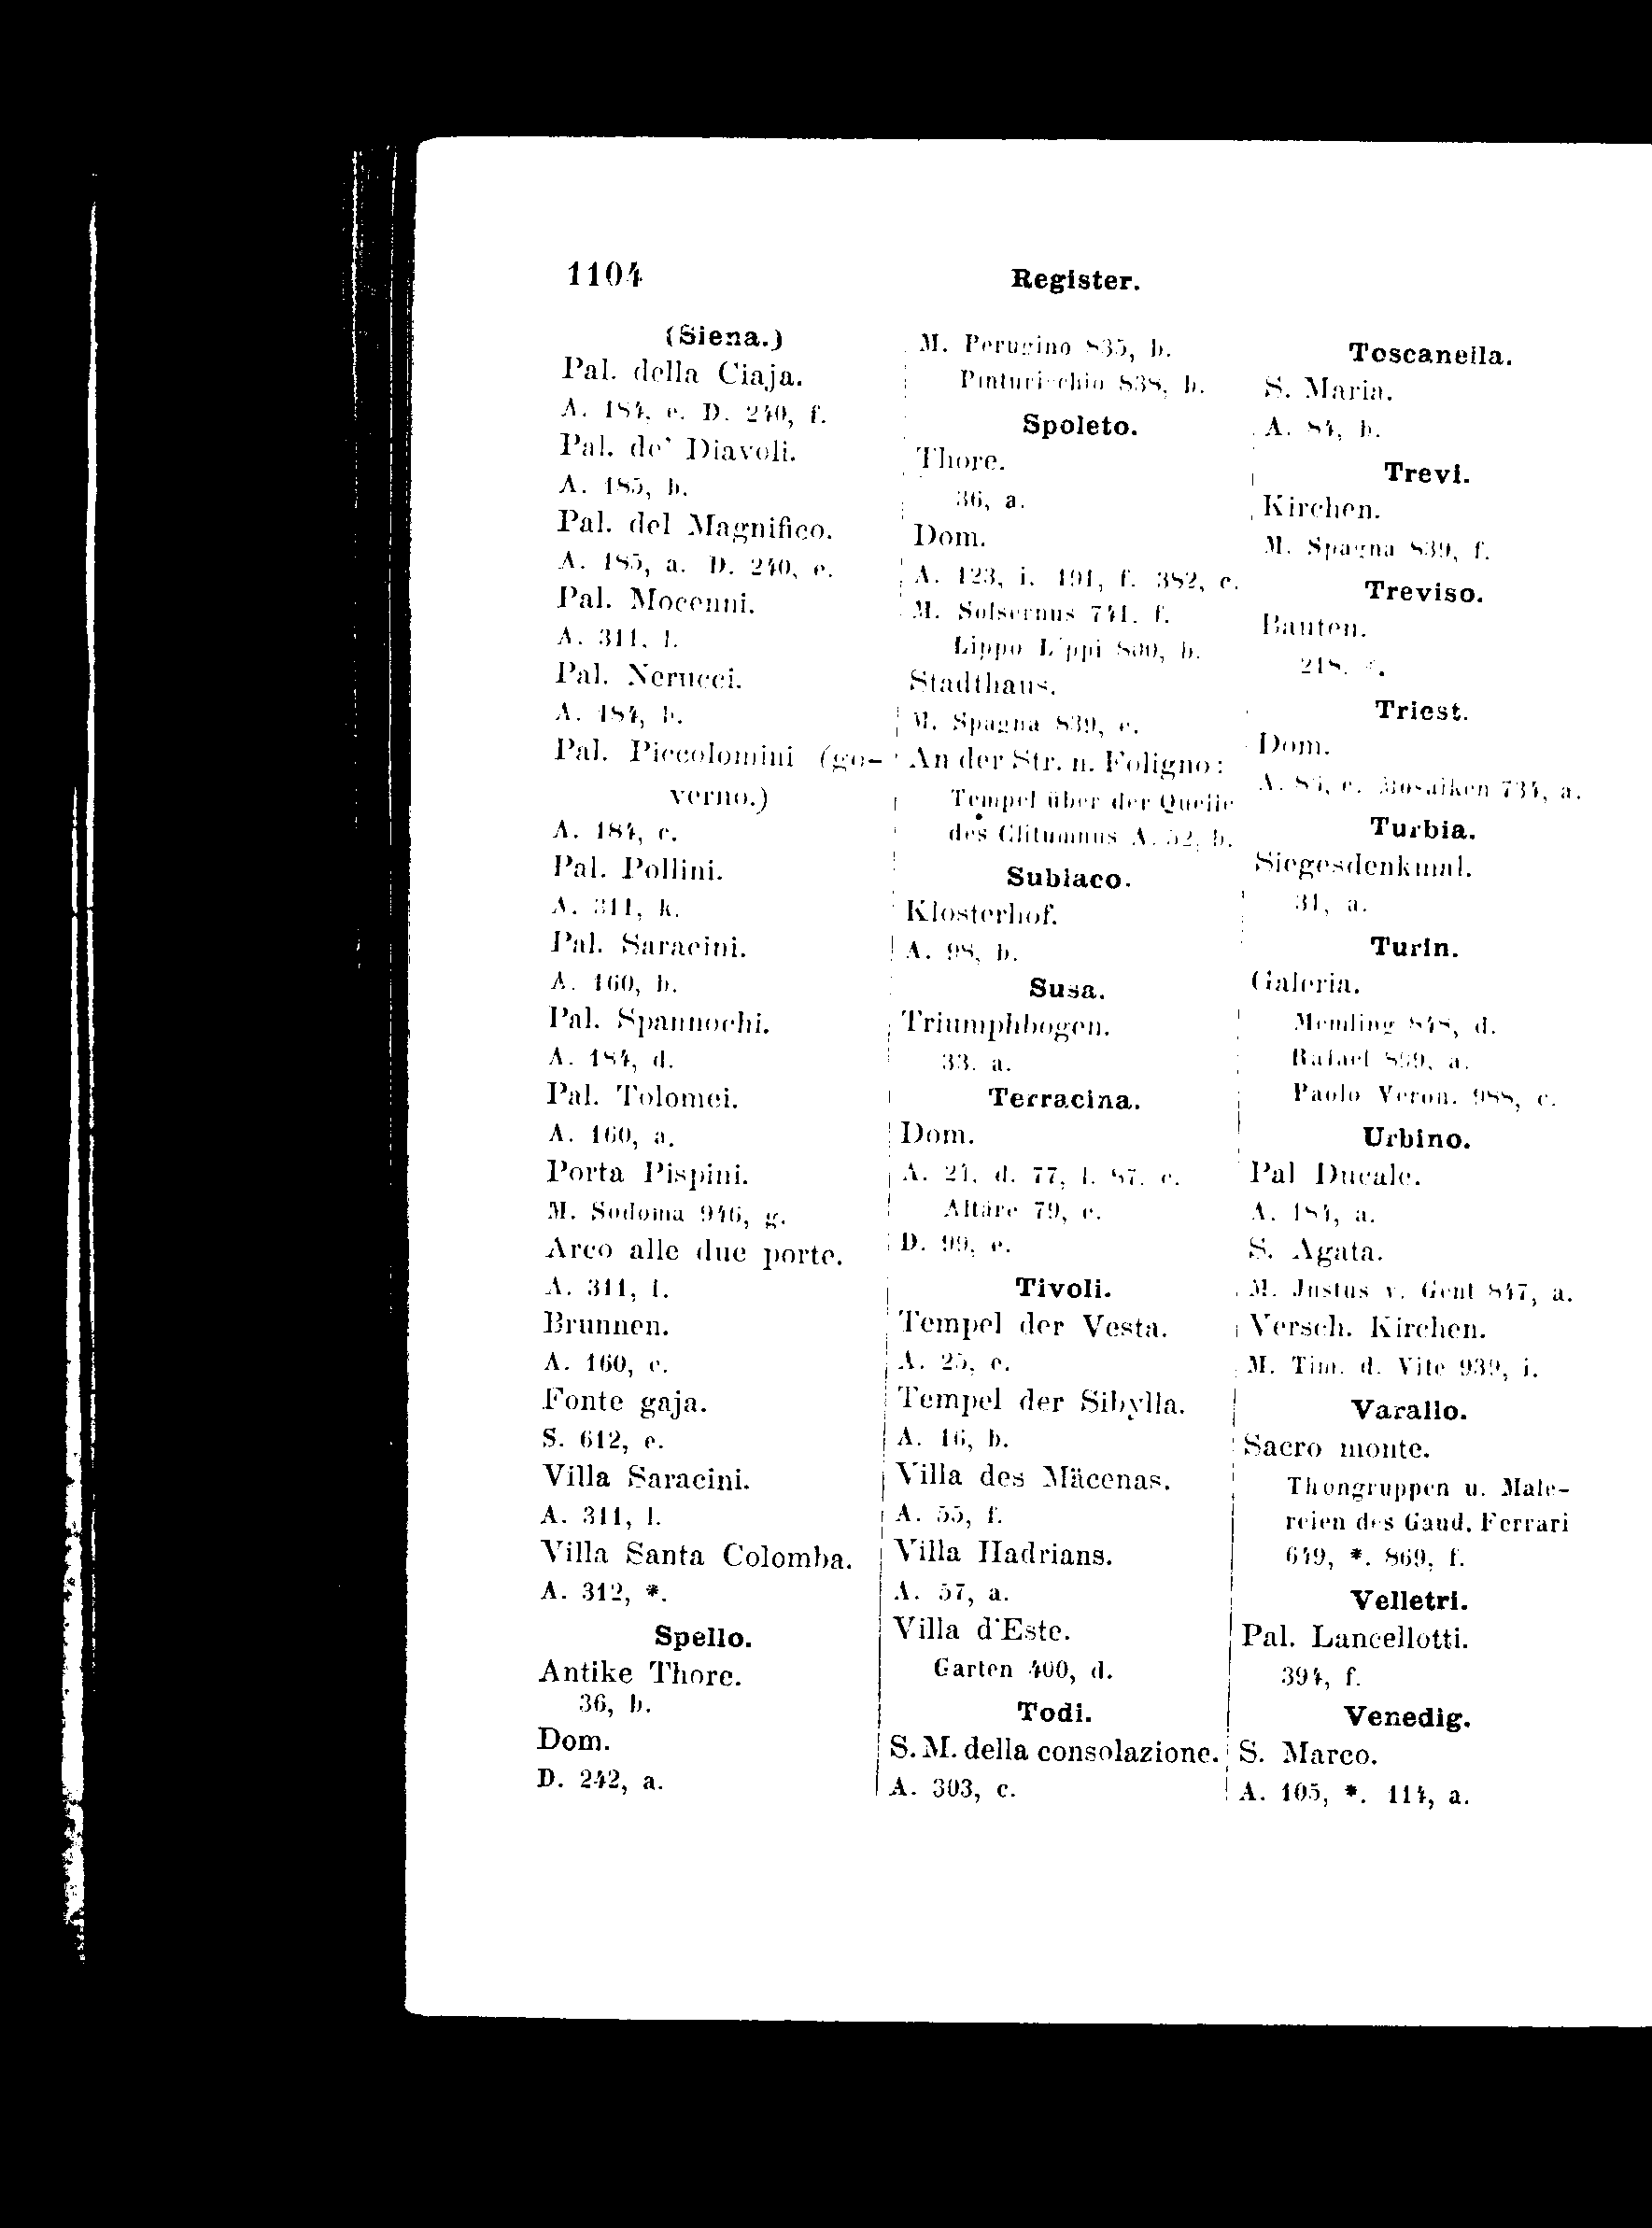 1104
Register.
(Siena.)
Pal. della Ciaja.
A. 184, e. D. 240, f.
Pal. de' Diavoli.
A. 185, b.
Pal. del Magnifico.
A. 185, a. D. 240, e.
Pal. Mocenni.
A. 311, l.
Pal. Nerucci.
A. 184, b.
Pal. Piccolomini (go-
verno.)
A. 184, c.
Pal. Pollini.
A. 311, k.
Pal. Saracini.
A. 160, b.
Pal. Spannochi.
A. 184, d.
Pal. Tolomei.
A. 160, a.
Porta Pispini.
M. Sodoma 946, g.
Arco alle due porte.
A. 311, l.
Brunnen.
A. 160, c.
Fonte gaja.
S. 612, e.
Villa Saracini.
A. 311, l.
Villa Santa Colomba.
A. 312, *.
Spello.
Antike Thore.
36, b.
Dom.
D. 242, a.
M. Perugino 835, b.
Pinturicchio 838, b.
Spoleto.
Thore.
36, a.
Dom.
A. 123, i. 191, f. 382, c.
M. Solsernus 741, f.
Lippo Lippi 800, b.
Stadthaus.
M. Spagna 839, e.
An der Str. n. Foligno:
Tempel über der Quelle
des Clitumnus A. 52, b.
Subiaco.
Klosterhof.
A. 98, b.
Susa.
Triumphbogen.
33, a.
Terracina.
Dom.
A. 24, d. 77, l. 87, c.
Altäre 79, e.
D. 99, e.
Tivoli.
Tempel der Vesta.
A. 25, c.
Tempel der Sibylla.
A. 16, b.
Villa des Mäcenas.
A. 55, f.
Villa Hadrians.
A. 57, a.
Villa d'Este.
Garten 400, d.
Todi.
S. M. della consolazione.
A. 303, c.
Toscanella.
S. Maria.
A. 84, b.
Trevi.
Kirchen.
M. Spagna 839, f.
Treviso.
Bauten.
218, *.
Triest.
Dom.
A. 85, c. Mosaiken 734, a.
Turbia.
Siegesdenkmal.
31, a.
Turin.
Galeria.
Memling 848, d.
Rafael 859, a.
Paolo Veron. 988, c.
Urbino.
Pal Ducale.
A. 184, a.
S. Agata.
M. Justus v. Gent 847, a.
Versch. Kirchen.
M. Tim. d. Vite 939, i.
Varallo.
Sacro monte.
Thongruppen u. Male-
reien des Gaud. Ferrari
649, *. 869, f.
Velletri.
Pal. Lancellotti.
394, f.
Venedig.
S. Marco.
A. 105, *. 114, a.